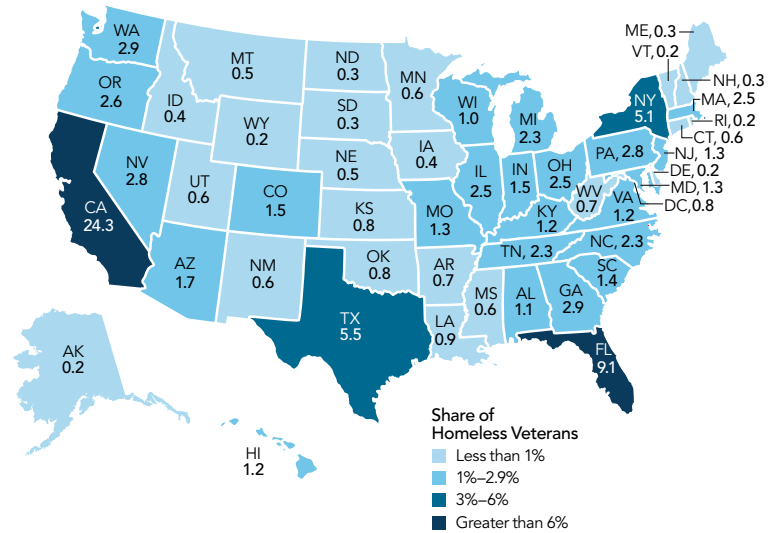 WA
2.9
OR
2.6
CA
24.3
NV
2.8
ID
0.4
MT
0.5
WY
0.2
UT
0.6
AZ
1.7
CO
1.5
NM
0.6
ND
0.3
SD
0.3
NE
0.5
KS
0.8
OK
0.8
TX
5.5
MN
0.6
IA
0.4
MO
1.3
AR
0.7
LA
0.9
WI
1.0
IL
2.5
MI
2.3
IN
1.5
OH
2.5
KY
1.2
TN, 2.3
MS
0.6
AL
1.1
GA
2.9
FL
9.1
SC
1.4
NC, 2.3
VA
1.2
WV
0.7
PA, 2.8
NY
5.1
ME, 0.3
VT, 0.2
NH, 0.3
MA, 2.5
RI, 0.2
CT, 0.6
NJ, 1.3
DE, 0.2
MD, 1.3
DC, 0.8
AK
0.2
HI
1.2
Share of
Homeless Veterans
Less than 1%
1%–2.9%
3%–6%
Greater than 6%